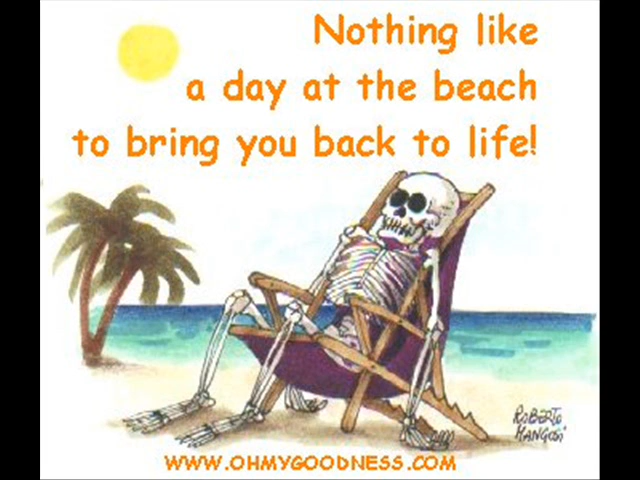 Nothing like
a day at the beach
to bring you back to life!
ROBERTO
MANGOSI
WWW.OHMYGOODNESS.COM